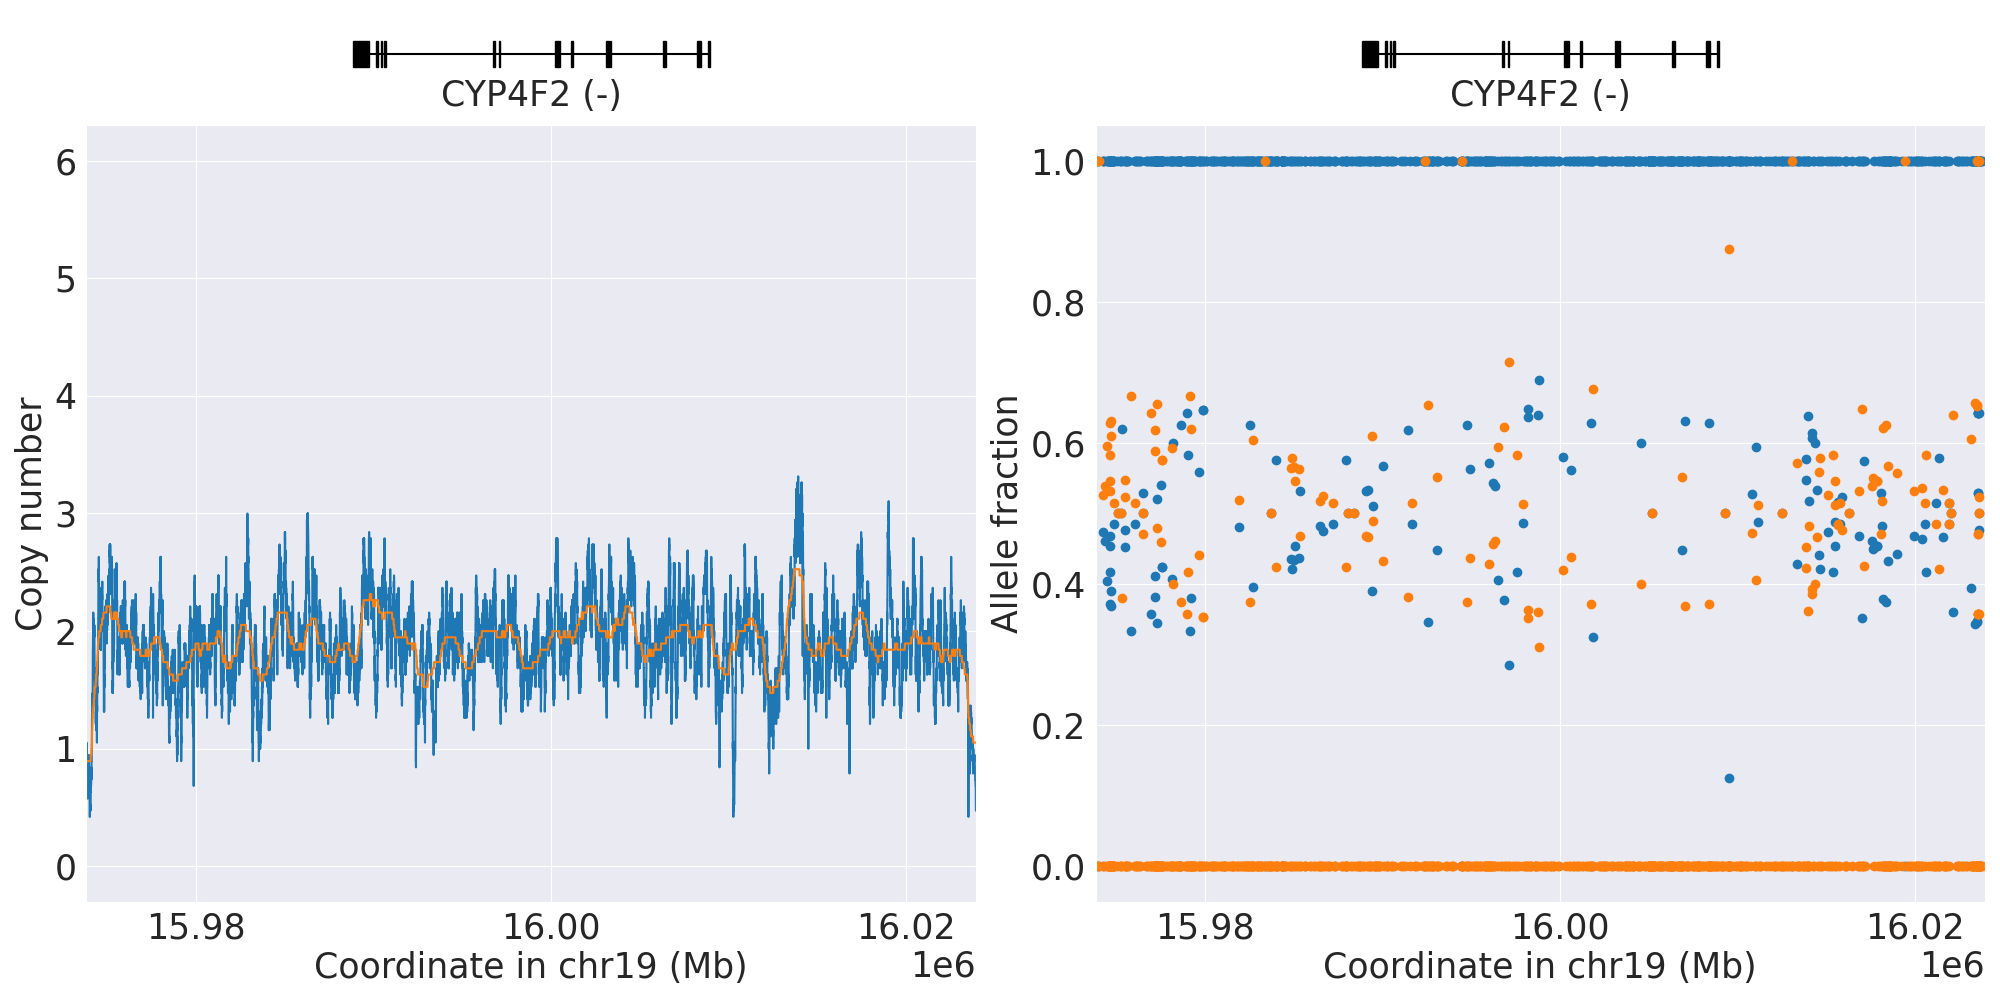 CYP4F2 (-)
Copy number
6
5
4
3
2
1
0
15.98 16.00 16.02
Coordinate in chr19 (Mb) 1e6
CYP4F2 (-)
Allele fraction
1.0
0.8
0.6
0.4
0.2
0.0
15.98 16.00 16.02
Coordinate in chr19 (Mb) 1e6